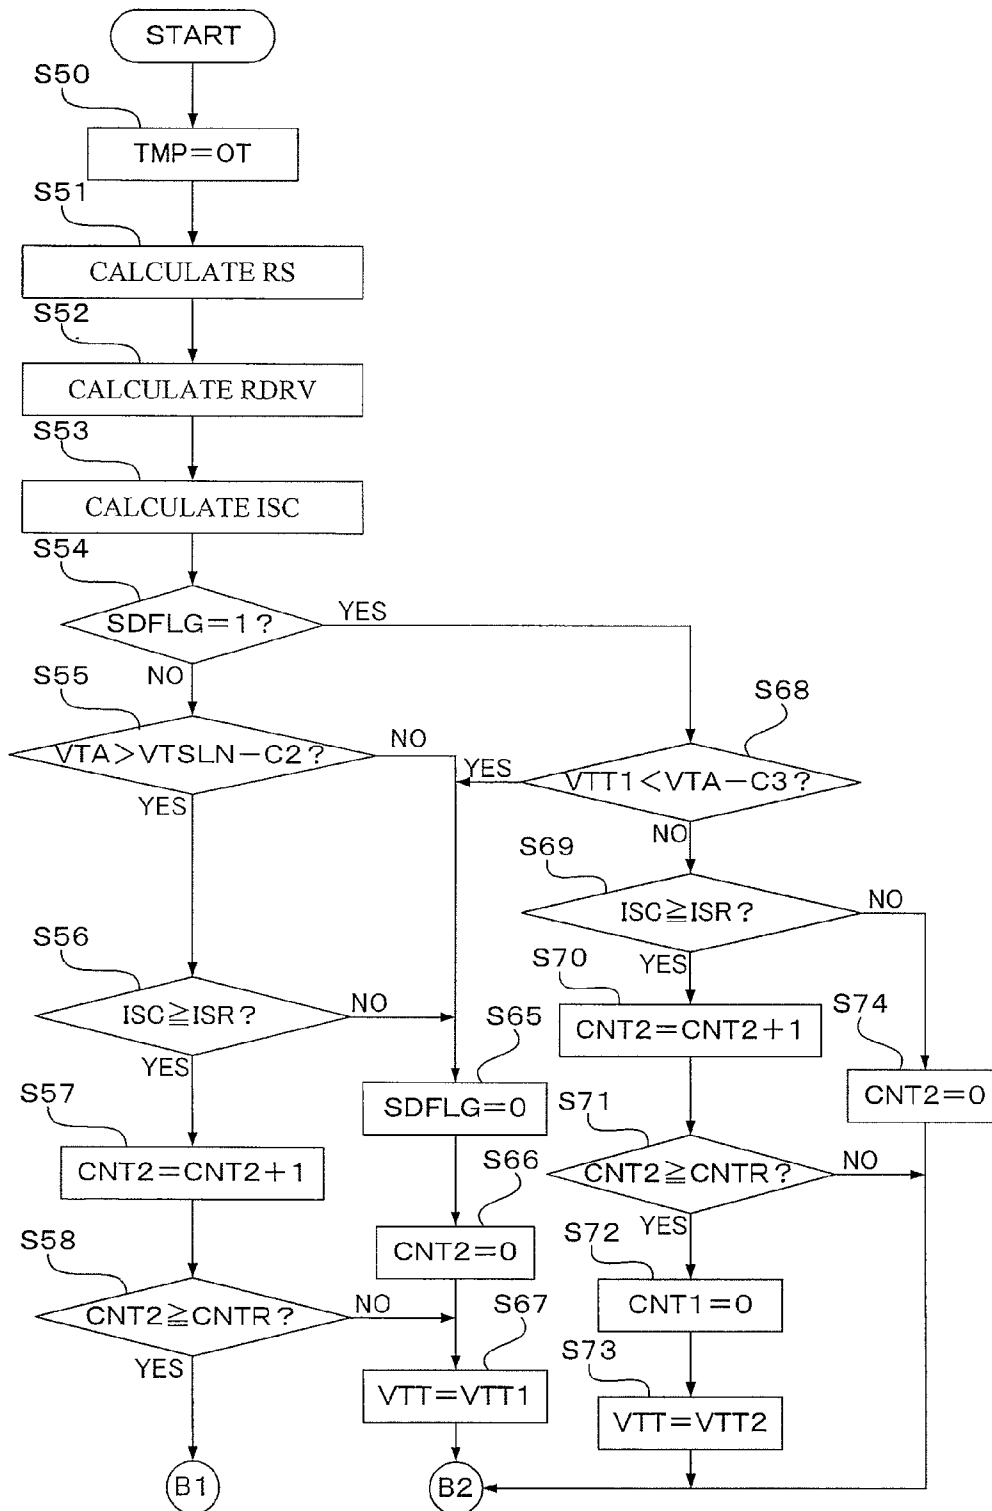 START
S50
TMP=OT
S51
CALCULATE RS
S52
CALCULATE RDRV
S53
CALCULATE ISC
S54
SDFLG=1?
YES
NO
S55
VTA>VTSLN-C2?
NO
YES
S68
VTT1<VTA-C3?
YES
NO
S69
ISC≧ISR?
NO
YES
S56
ISC≧ISR?
NO
YES
S70
CNT2=CNT2+1
S74
CNT2=0
S65
SDFLG=0
S57
CNT2=CNT2+1
S71
CNT2≧CNTR?
NO
YES
S66
CNT2=0
S58
CNT2≧CNTR?
NO
YES
S72
CNT1=0
S67
VTT=VTT1
S73
VTT=VTT2
B1
B2